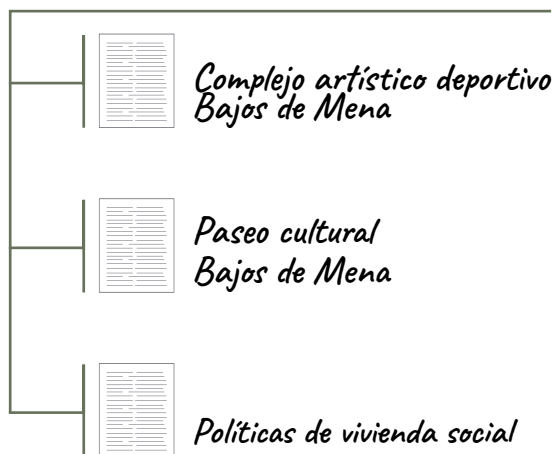 Complejo artístico deportivo
Bajos de Mena
Paseo cultural
Bajos de Mena
Políticas de vivienda social